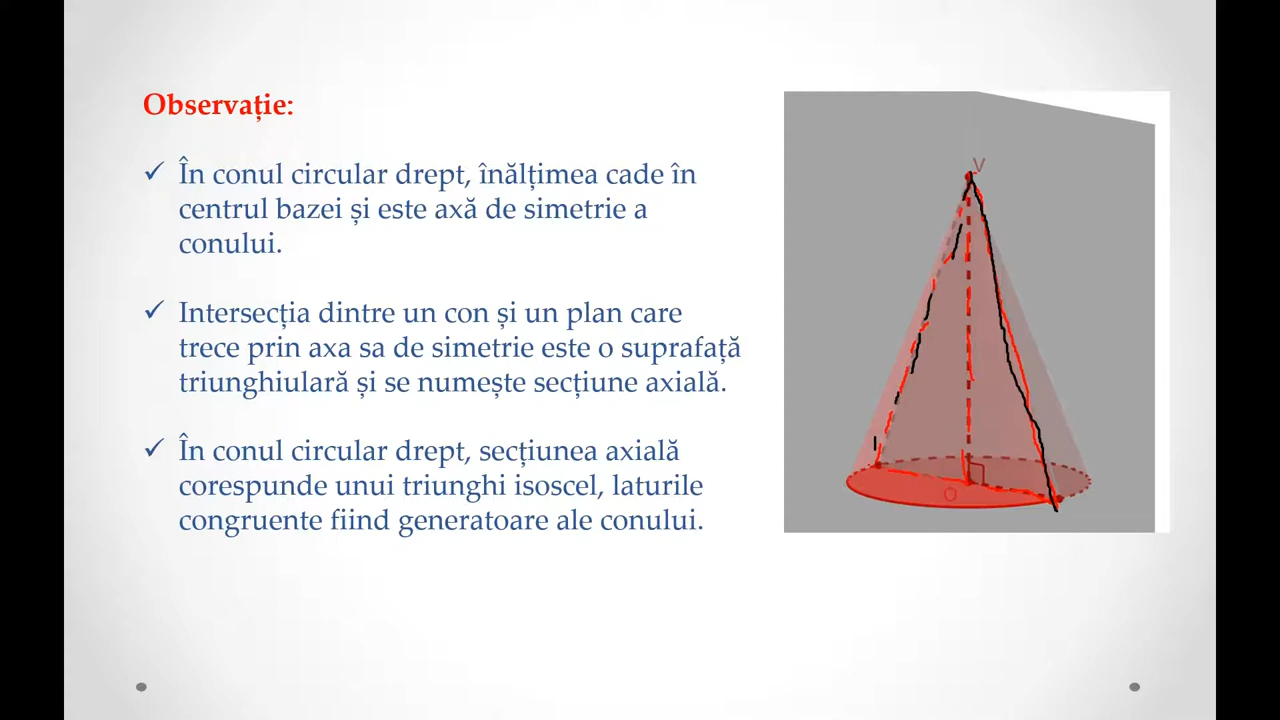 Observație:
✓ În conul circular drept, înălțimea cade în
centrul bazei și este axă de simetrie a
conului.
✓ Intersecția dintre un con și un plan care
trece prin axa sa de simetrie este o suprafață
triunghiulară și se numește secțiune axială.
✓ În conul circular drept, secțiunea axială
corespunde unui triunghi isoscel, laturile
congruente fiind generatoare ale conului.
V
O